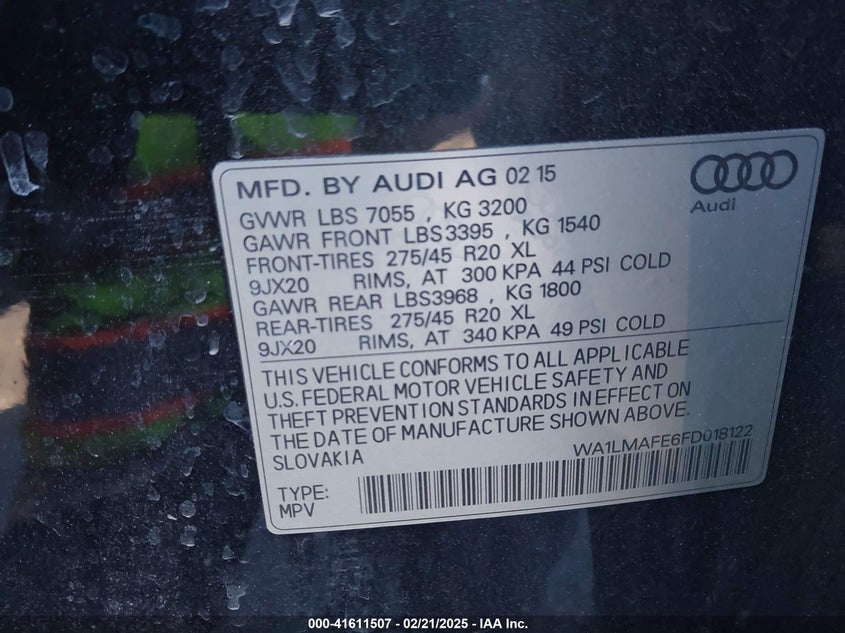 MFD. BY AUDI AG 02 15
Audi
GVWR LBS 7055 , KG 3200
GAWR FRONT LBS3395 , KG 1540
FRONT-TIRES 275/45 R20 XL
9JX20 RIMS, AT 300 KPA 44 PSI COLD
GAWR REAR LBS3968 , KG 1800
REAR-TIRES 275/45 R20 XL
9JX20 RIMS, AT 340 KPA 49 PSI COLD
THIS VEHICLE CONFORMS TO ALL APPLICABLE
U.S. FEDERAL MOTOR VEHICLE SAFETY AND
THEFT PREVENTION STANDARDS IN EFFECT ON
THE DATE OF MANUFACTURE SHOWN ABOVE.
SLOVAKIA
WA1LMAFE6FD018122
TYPE:
MPV
000-41611507 - 02/21/2025 - IAA Inc.